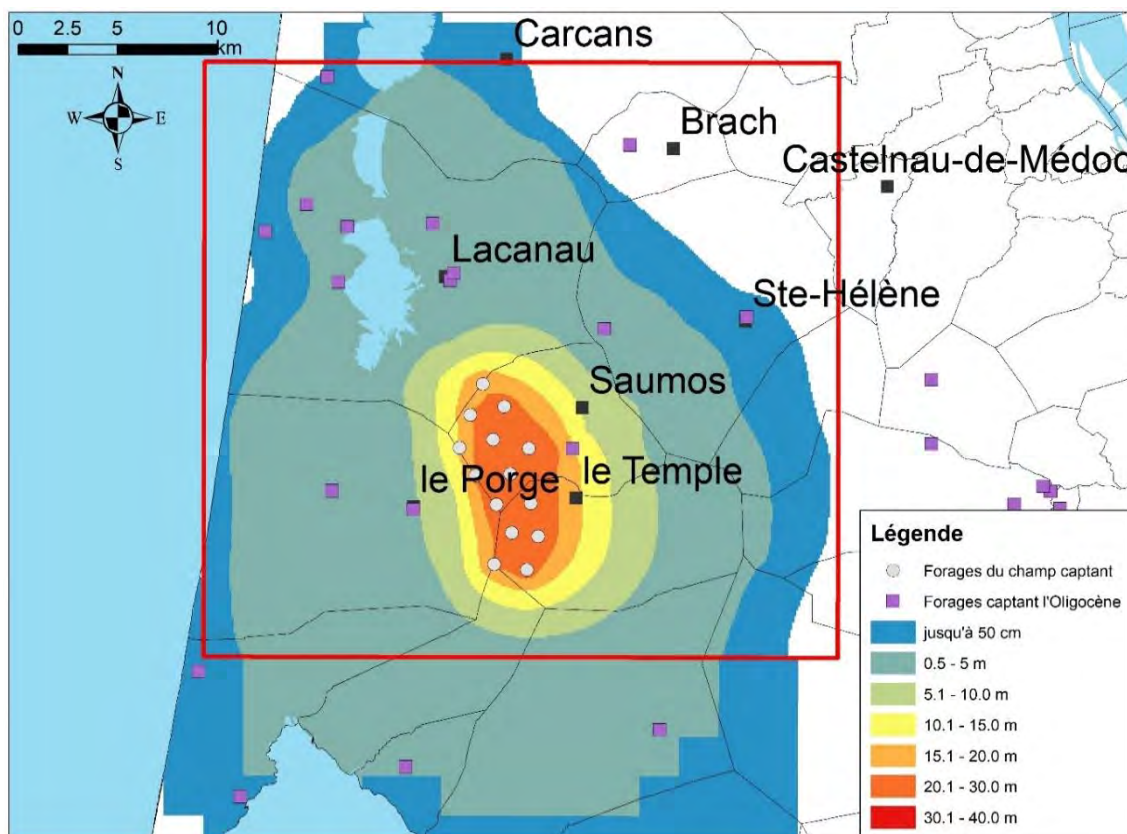 0 2.5 5 10
km
N
W E
S
Carcans
Brach
Castelnau-de-Médoc
Lacanau
Ste-Hélène
Saumos
le Porge
le Temple
Légende
Forages du champ captant
Forages captant l'Oligocène
jusqu'à 50 cm
0.5 - 5 m
5.1 - 10.0 m
10.1 - 15.0 m
15.1 - 20.0 m
20.1 - 30.0 m
30.1 - 40.0 m